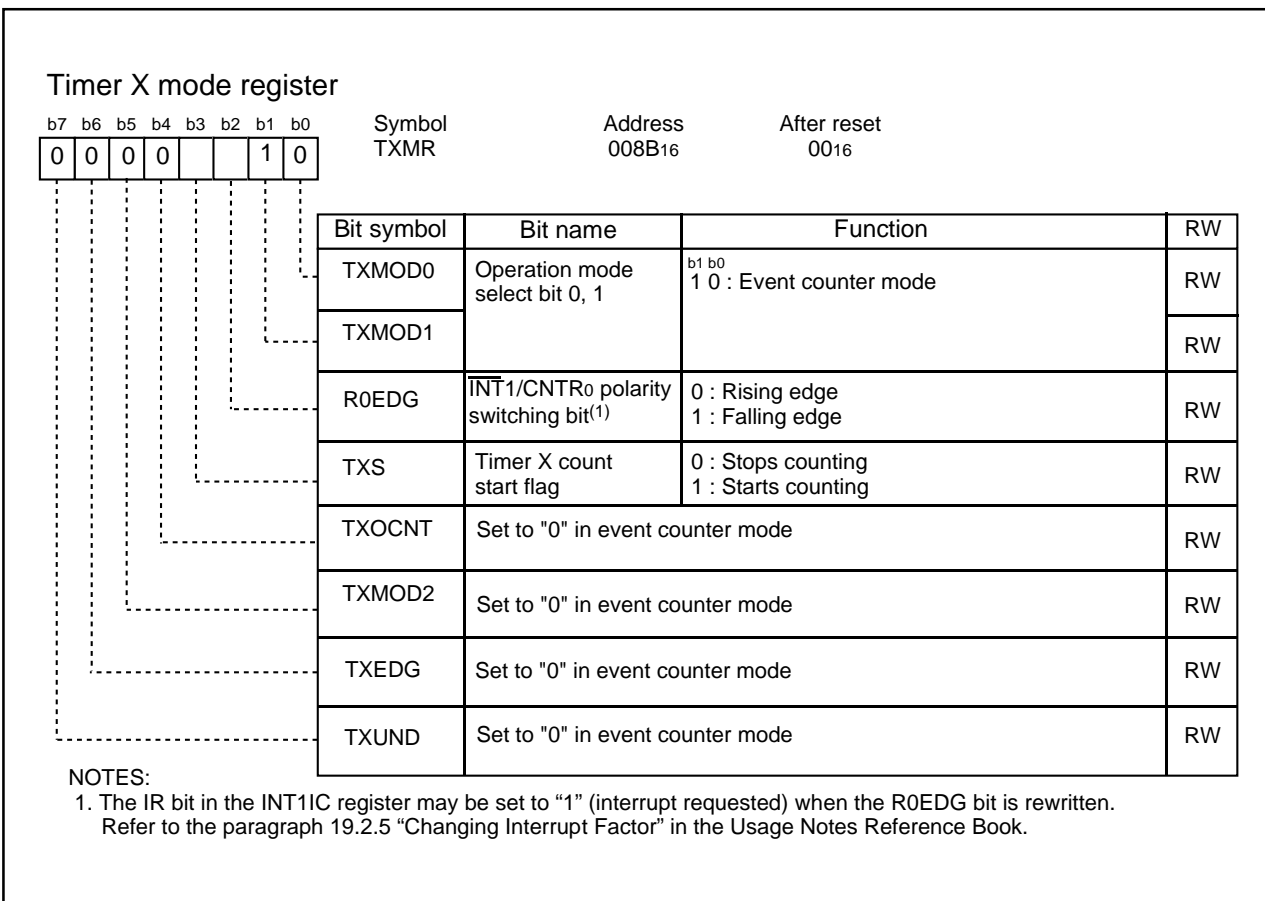 Timer X mode register
b7 b6 b5 b4 b3 b2 b1 b0 Symbol Address After reset
0 0 0 0 1 0 TXMR 008B16 0016
Bit symbol Bit name Function RW
TXMOD0 Operation mode select bit 0, 1 b1 b0
1 0 : Event counter mode RW
TXMOD1 RW
R0EDG INT1/CNTR0 polarity switching bit(1) 0 : Rising edge
1 : Falling edge RW
TXS Timer X count start flag 0 : Stops counting
1 : Starts counting RW
TXOCNT Set to "0" in event counter mode RW
TXMOD2 Set to "0" in event counter mode RW
TXEDG Set to "0" in event counter mode RW
TXUND Set to "0" in event counter mode RW
NOTES:
1. The IR bit in the INT1IC register may be set to “1” (interrupt requested) when the R0EDG bit is rewritten.
Refer to the paragraph 19.2.5 “Changing Interrupt Factor” in the Usage Notes Reference Book.